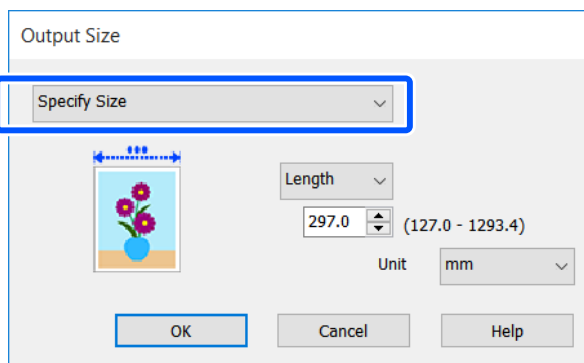 Output Size
Specify Size
Length
297.0 (127.0 - 1293.4)
Unit mm
OK Cancel Help